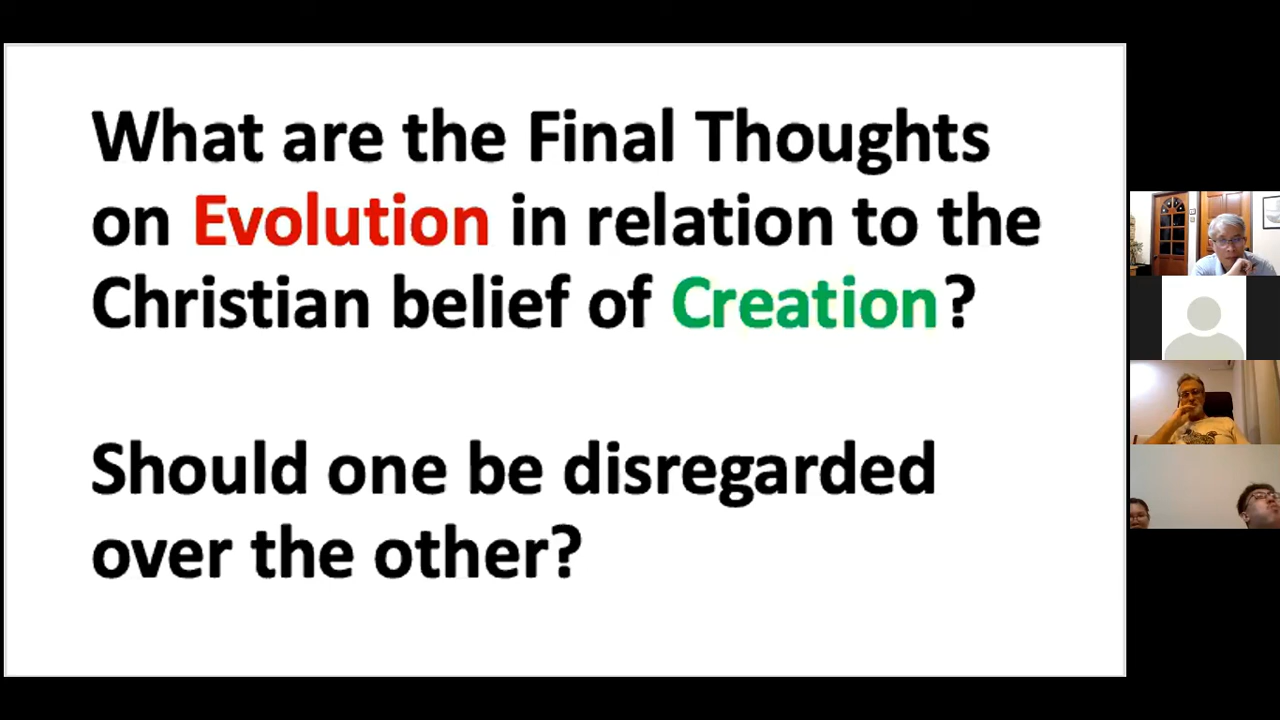 What are the Final Thoughts
on Evolution in relation to the
Christian belief of Creation?
Should one be disregarded
over the other?